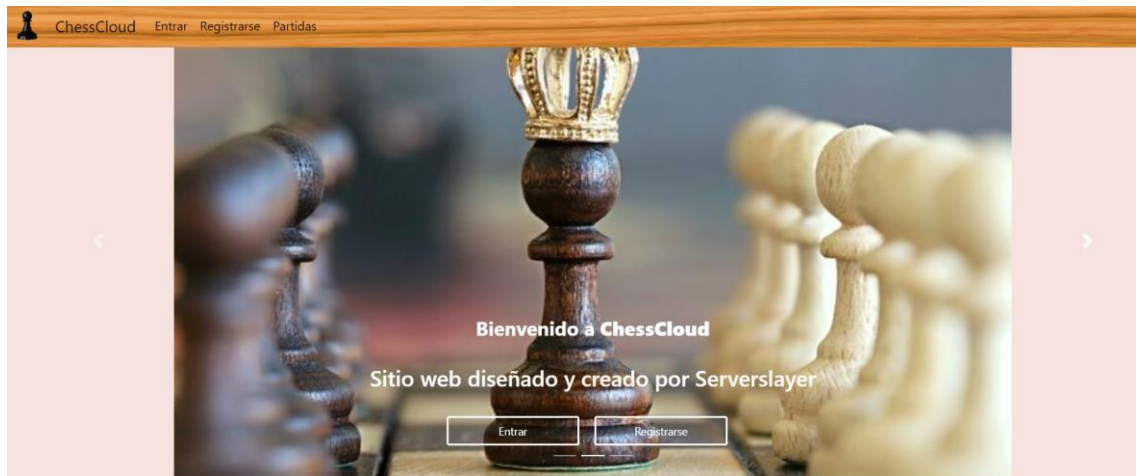 ChessCloud Entrar Registrarse Partidas
Bienvenido a ChessCloud
Sitio web diseñado y creado por Serverslayer
Entrar Registrarse